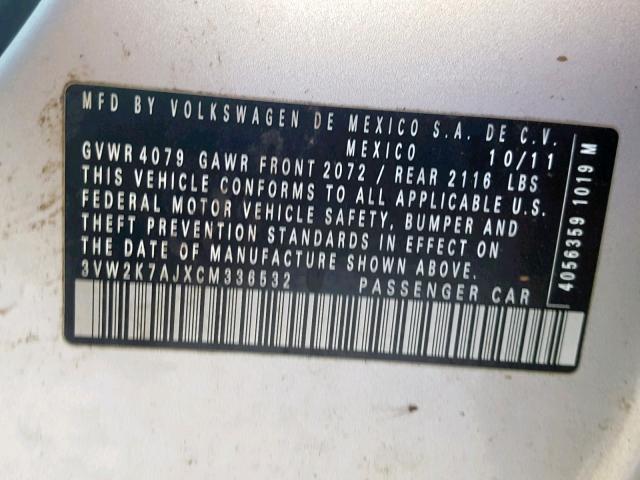 MFD BY VOLKSWAGEN DE MEXICO S.A. DE C.V.
MEXICO 10/11
GVWR 4079 GAWR FRONT 2072 / REAR 2116 LBS
THIS VEHICLE CONFORMS TO ALL APPLICABLE U.S.
FEDERAL MOTOR VEHICLE SAFETY, BUMPER AND
THEFT PREVENTION STANDARDS IN EFFECT ON
THE DATE OF MANUFACTURE SHOWN ABOVE.
3VW2K7AJXCM336532 PASSENGER CAR
4056359 1019 M